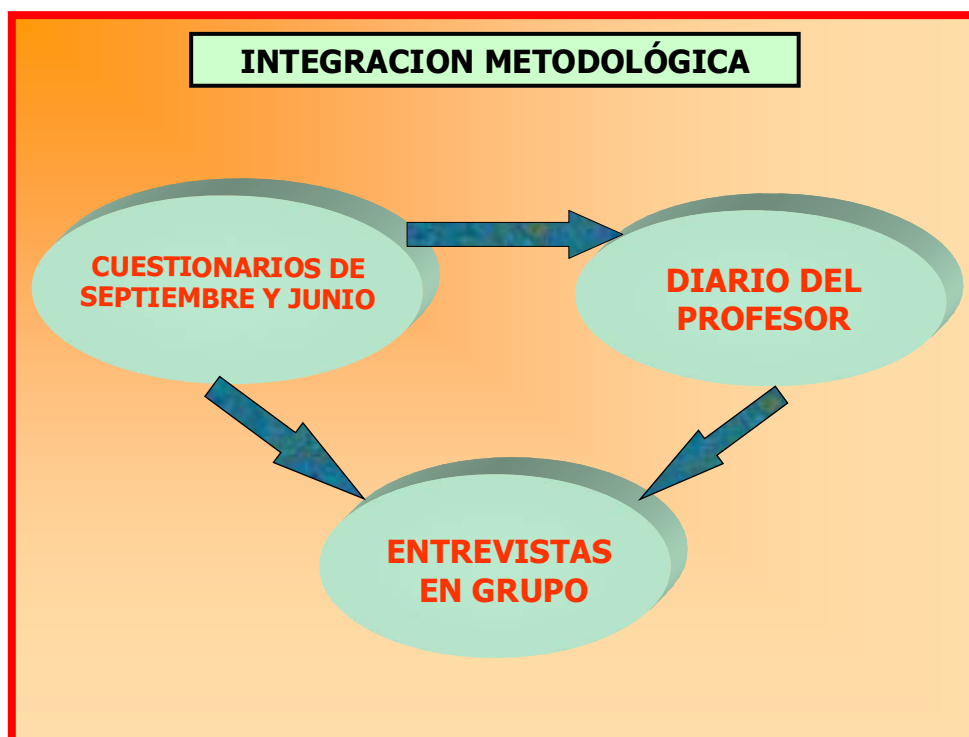 INTEGRACION METODOLÓGICA
CUESTIONARIOS DE
SEPTIEMBRE Y JUNIO
DIARIO DEL
PROFESOR
ENTREVISTAS
EN GRUPO